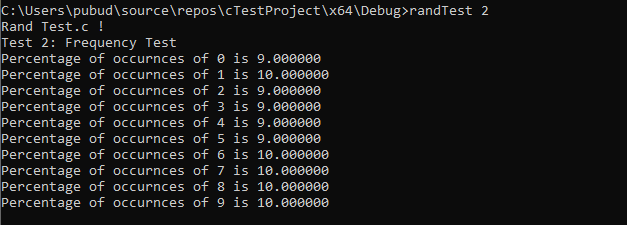 C:\Users\pubud\source\repos\cTestProject\x64\Debug>randTest 2
Rand Test.c !
Test 2: Frequency Test
Percentage of occurnces of 0 is 9.000000
Percentage of occurnces of 1 is 10.000000
Percentage of occurnces of 2 is 9.000000
Percentage of occurnces of 3 is 9.000000
Percentage of occurnces of 4 is 9.000000
Percentage of occurnces of 5 is 9.000000
Percentage of occurnces of 6 is 10.000000
Percentage of occurnces of 7 is 10.000000
Percentage of occurnces of 8 is 10.000000
Percentage of occurnces of 9 is 10.000000